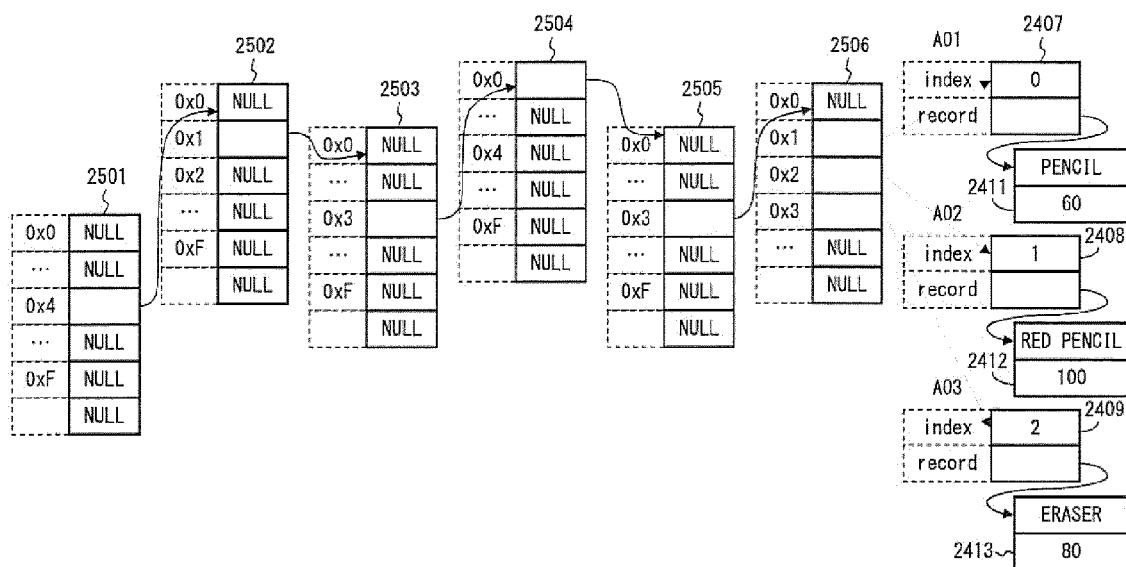 2501
0x0 NULL
... NULL
0x4
... NULL
0xF NULL
NULL
2502
0x0 NULL
0x1
0x2 NULL
... NULL
0xF NULL
NULL
2503
0x0 NULL
... NULL
0x3
... NULL
0xF NULL
NULL
2504
0x0
... NULL
0x4 NULL
... NULL
0xF NULL
NULL
2505
0x0 NULL
... NULL
0x3
... NULL
0xF NULL
NULL
2506
0x0 NULL
0x1
0x2
0x3
... NULL
NULL
A01
2407
index 0
record
PENCIL
2411
60
A02
2408
index 1
record
RED PENCIL
2412
100
A03
2409
index 2
record
ERASER
2413
80